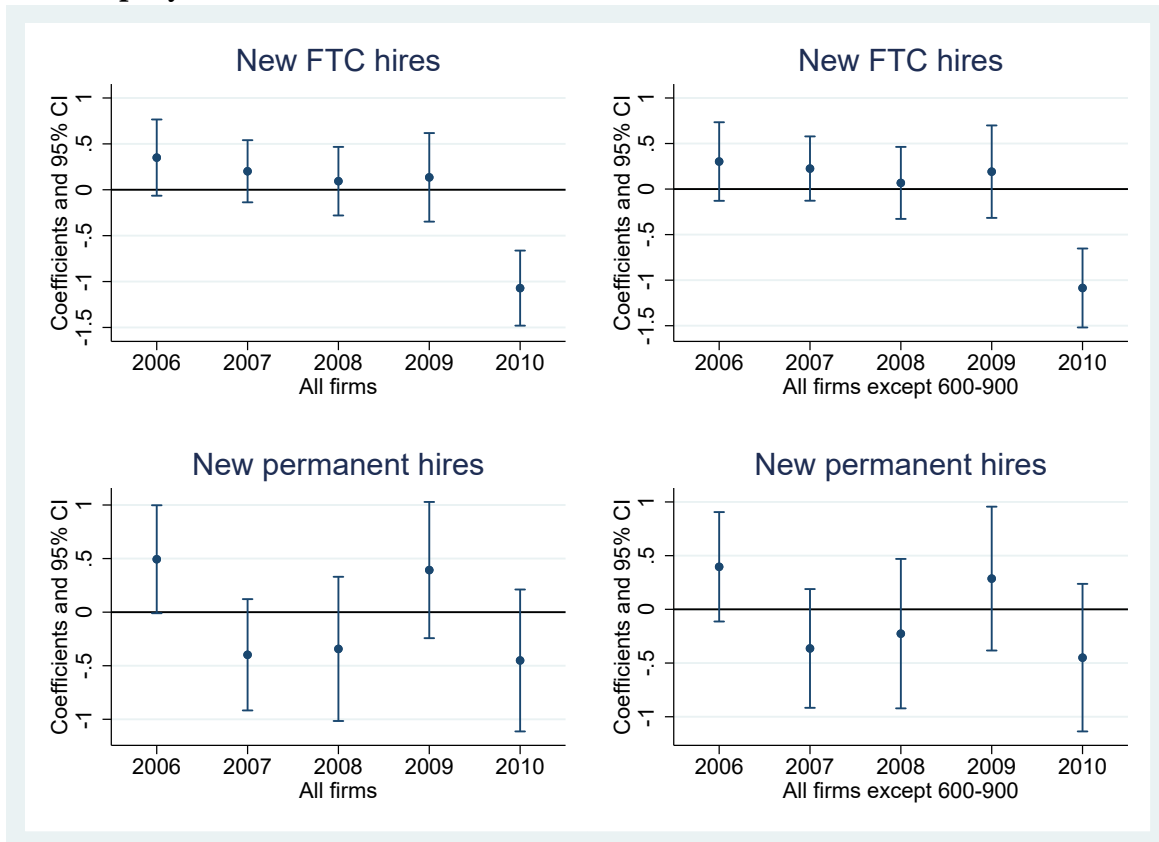 New FTC hires
Coefficients and 95% CI
1
.5
0
-.5
-1
-1.5
2006 2007 2008 2009 2010
All firms
New FTC hires
Coefficients and 95% CI
1
.5
0
-.5
-1
-1.5
2006 2007 2008 2009 2010
All firms except 600-900
New permanent hires
Coefficients and 95% CI
1
.5
0
-.5
-1
2006 2007 2008 2009 2010
All firms
New permanent hires
Coefficients and 95% CI
1
.5
0
-.5
-1
2006 2007 2008 2009 2010
All firms except 600-900